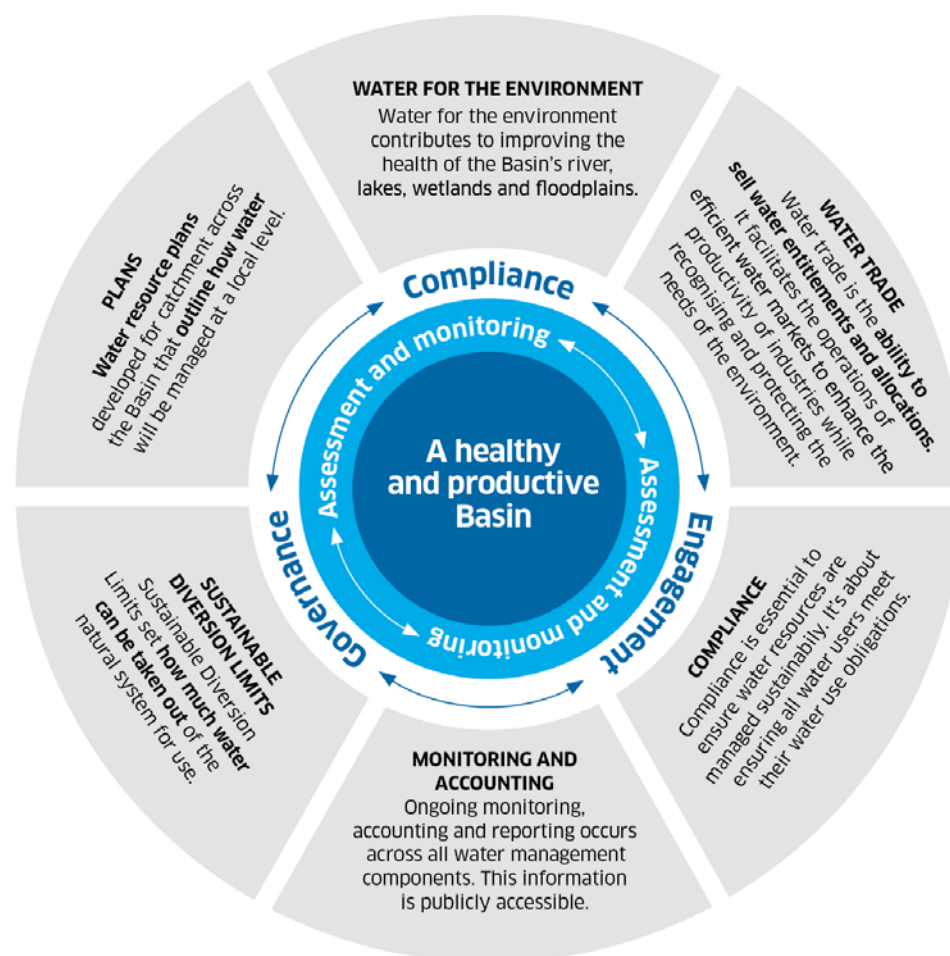 WATER FOR THE ENVIRONMENT
Water for the environment
contributes to improving the
health of the Basin's river,
lakes, wetlands and floodplains.
WATER TRADE
Water trade is the ability to
sell water entitlements and allocations.
It facilitates the operations of
efficient water markets to enhance the
productivity of industries while
recognising and protecting the
needs of the environment.
COMPLIANCE
Compliance is essential to
ensure water resources are
managed sustainably. It's about
ensuring all water users meet
their water use obligations.
MONITORING AND
ACCOUNTING
Ongoing monitoring,
accounting and reporting occurs
across all water management
components. This information
is publicly accessible.
SUSTAINABLE
DIVERSION LIMITS
Sustainable Diversion
Limits set how much water
can be taken out of the
natural system for use.
PLANS
Water resource plans
developed for catchment across
the Basin that outline how water
will be managed at a local level.
Compliance
Engagement
Governance
Assessment and monitoring
Assessment and monitoring
A healthy
and productive
Basin